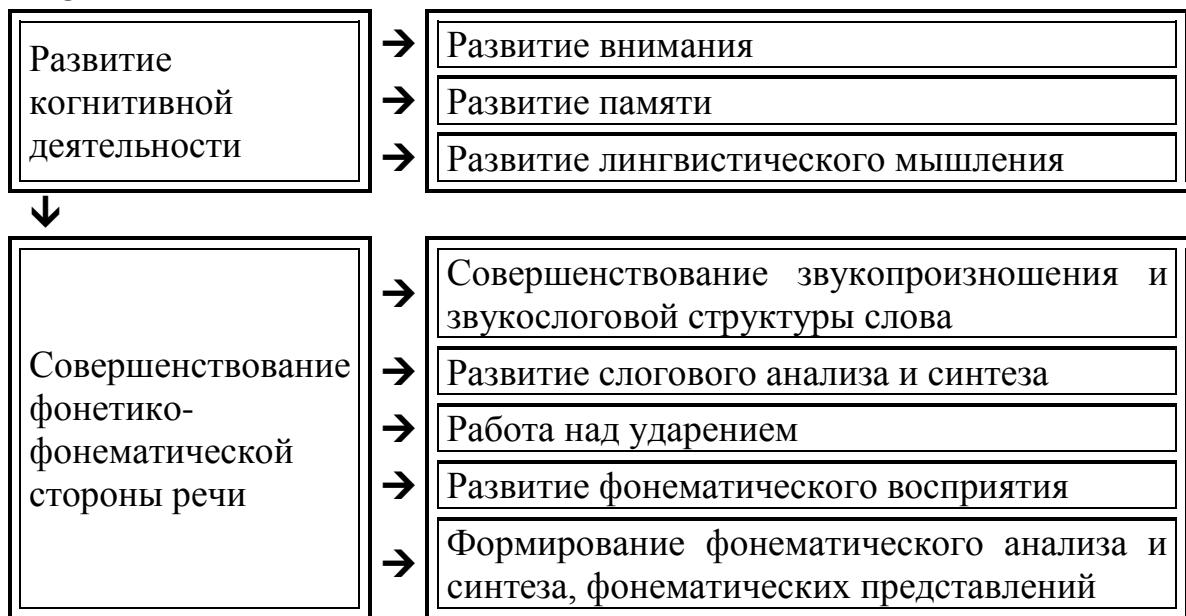 Развитие
когнитивной
деятельности
→ Развитие внимания
→ Развитие памяти
→ Развитие лингвистического мышления
↓
Совершенствование
фонетико-
фонематической
стороны речи
→ Совершенствование звукопроизношения и
звукослоговой структуры слова
→ Развитие слогового анализа и синтеза
→ Работа над ударением
→ Развитие фонематического восприятия
→ Формирование фонематического анализа и
синтеза, фонематических представлений